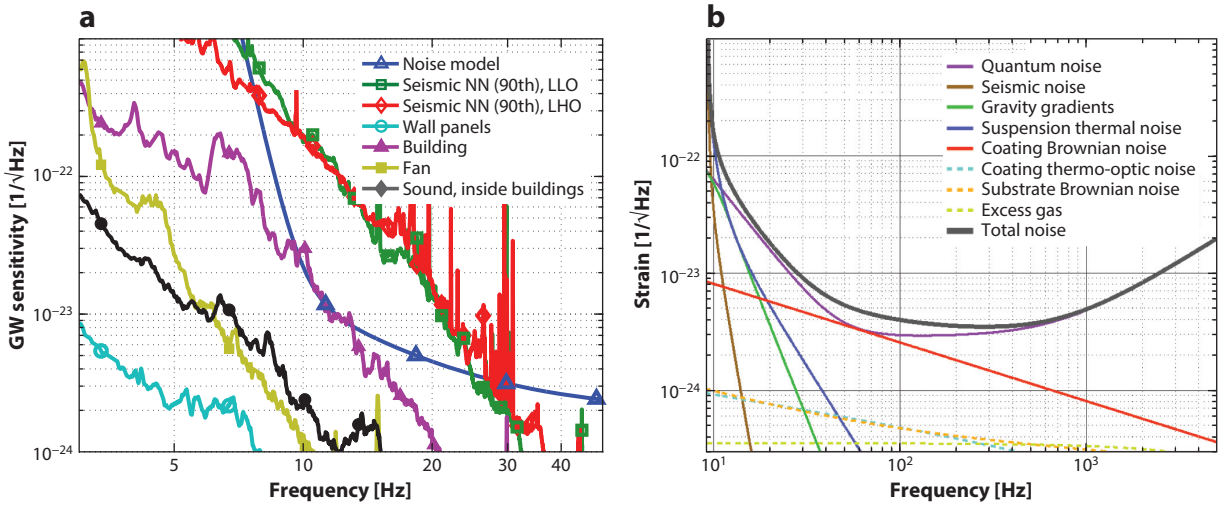 a
GW sensitivity [1/√Hz]
10⁻²²
10⁻²³
10⁻²⁴
Noise model
Seismic NN (90th), LLO
Seismic NN (90th), LHO
Wall panels
Building
Fan
Sound, inside buildings
5
10
20
30
40
Frequency [Hz]
b
Strain [1/√Hz]
10⁻²²
10⁻²³
10⁻²⁴
Quantum noise
Seismic noise
Gravity gradients
Suspension thermal noise
Coating Brownian noise
Coating thermo-optic noise
Substrate Brownian noise
Excess gas
Total noise
10¹
10²
10³
Frequency [Hz]